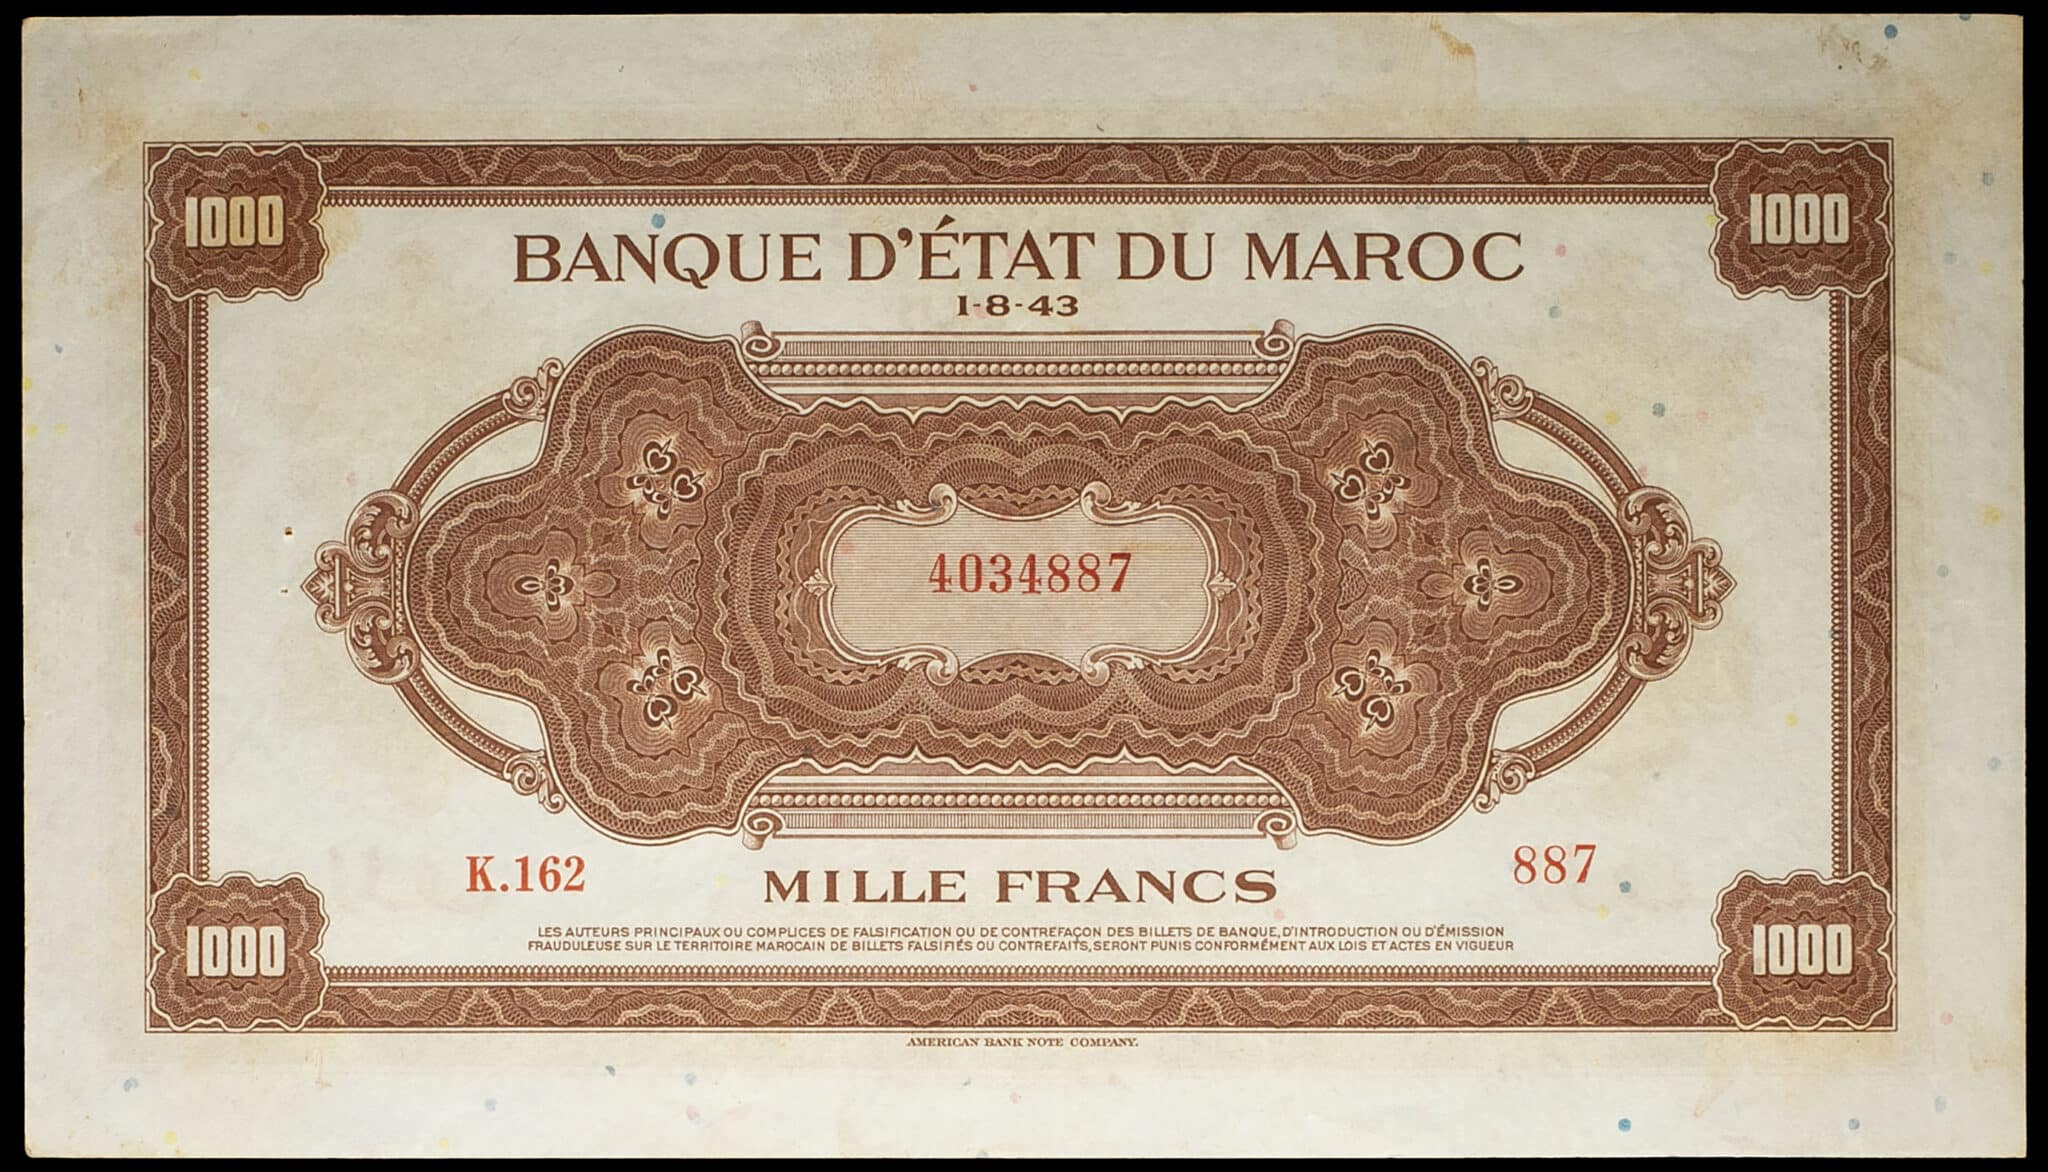 1000 1000
BANQUE D'ÉTAT DU MAROC
1-8-43
4034887
K.162 887
MILLE FRANCS
LES AUTEURS PRINCIPAUX OU COMPLICES DE FALSIFICATION OU DE CONTREFAÇON DES BILLETS DE BANQUE, D'INTRODUCTION OU D'ÉMISSION
FRAUDULEUSE SUR LE TERRITOIRE MAROCAIN DE BILLETS FALSIFIÉS OU CONTREFAITS, SERONT PUNIS CONFORMÉMENT AUX LOIS ET ACTES EN VIGUEUR
1000 1000
AMERICAN BANK NOTE COMPANY.